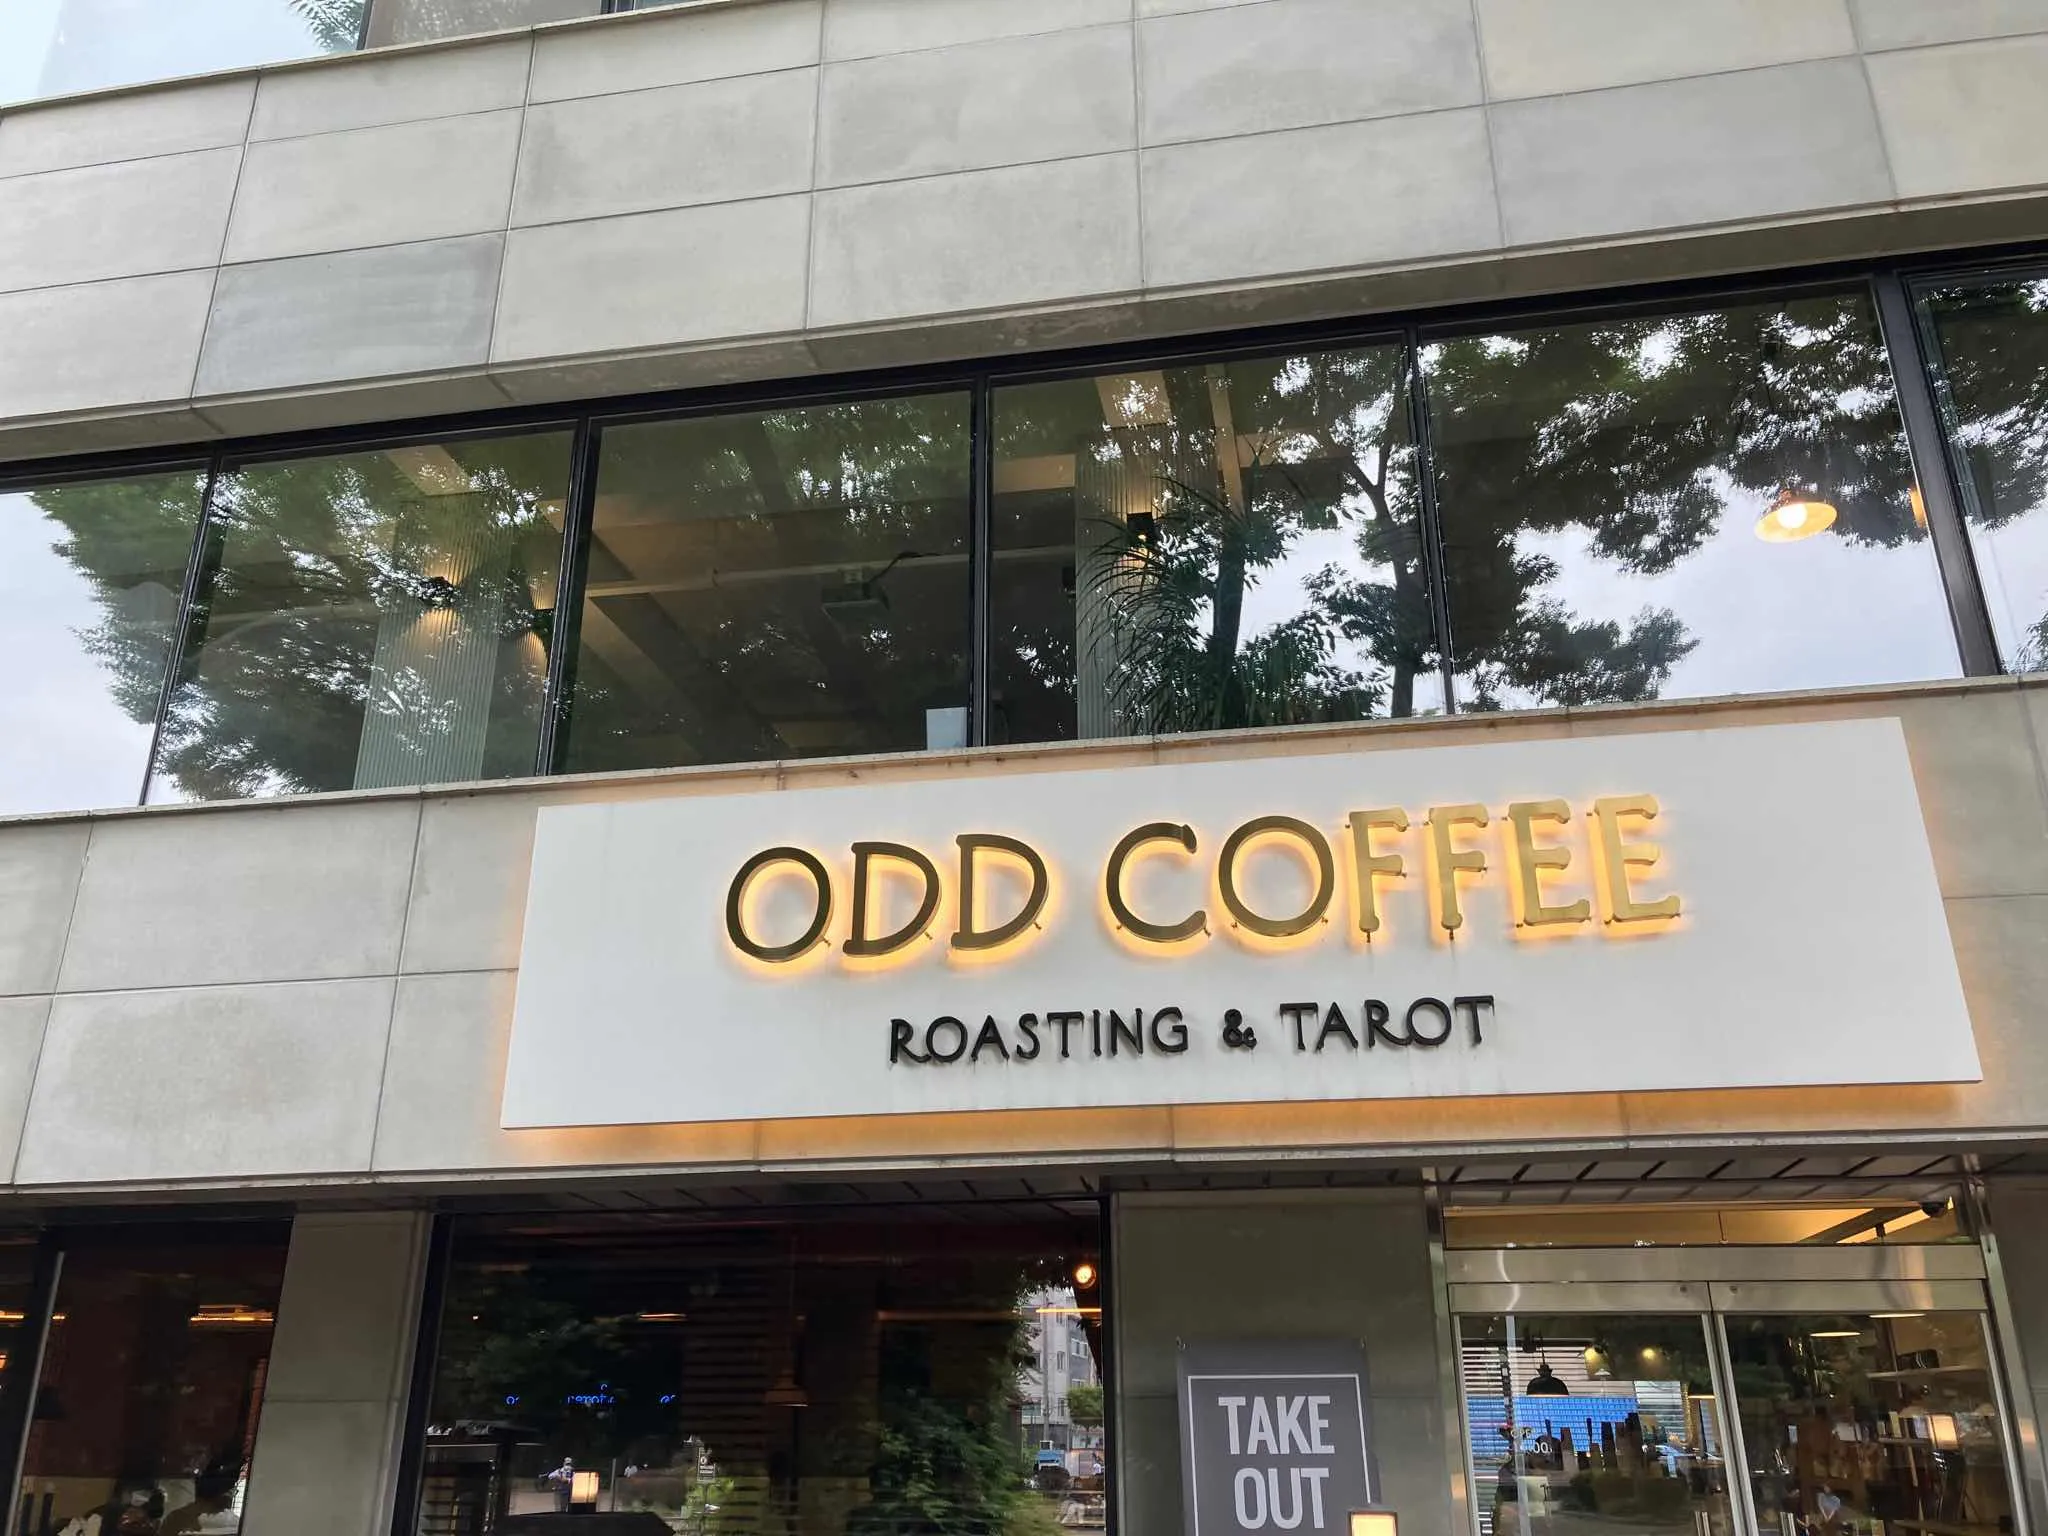 ODD COFFEE
ROASTING & TAROT
TAKE
OUT